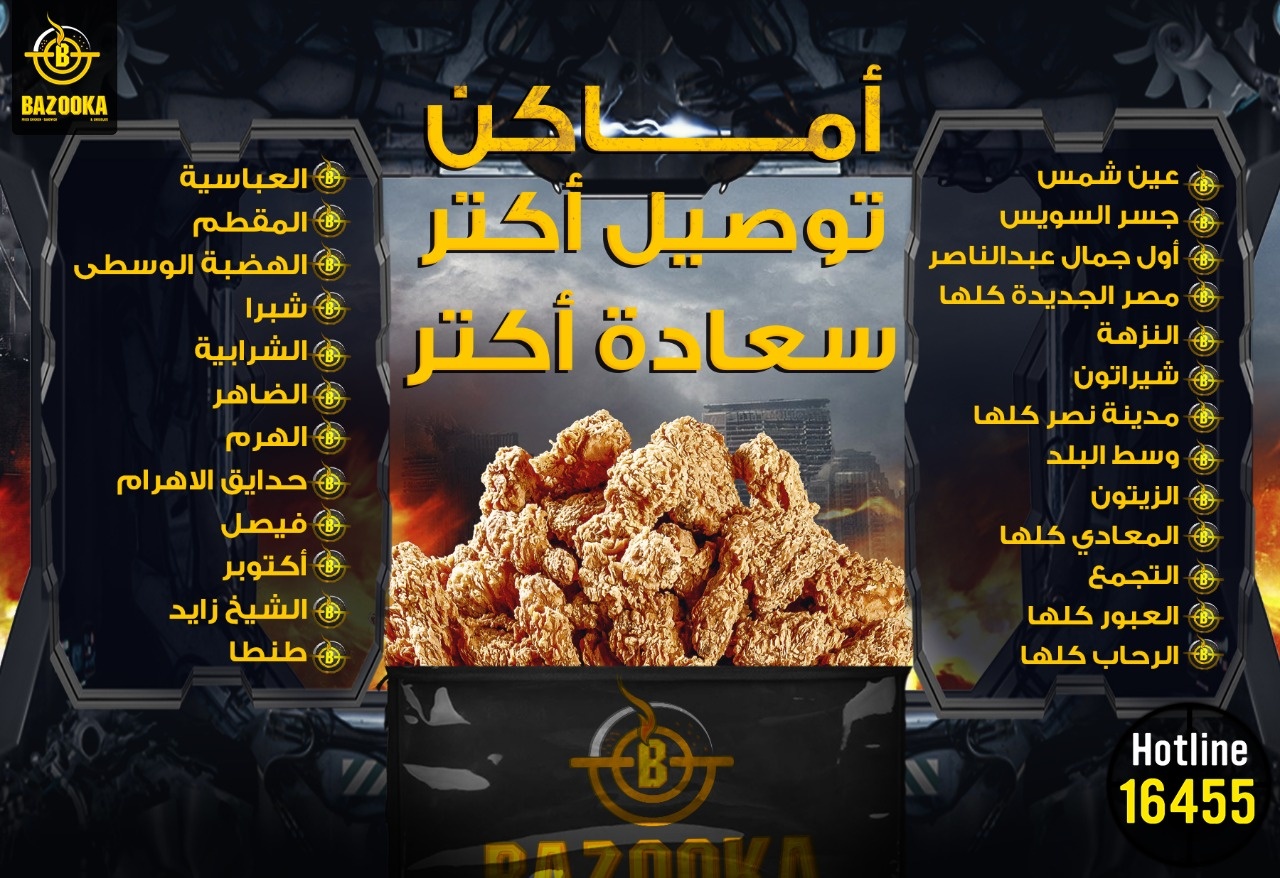 BAZOOKA
أماكن
توصيل أكتر
سعادة أكتر
عين شمس
جسر السويس
أول جمال عبدالناصر
مصر الجديدة كلها
النزهة
شيراتون
مدينة نصر كلها
وسط البلد
الزيتون
المعادي كلها
التجمع
العبور كلها
الرحاب كلها
العباسية
المقطم
الهضبة الوسطى
شبرا
الشرابية
الضاهر
الهرم
حدايق الاهرام
فيصل
أكتوبر
الشيخ زايد
طنطا
B
BAZOOKA
Hotline
16455